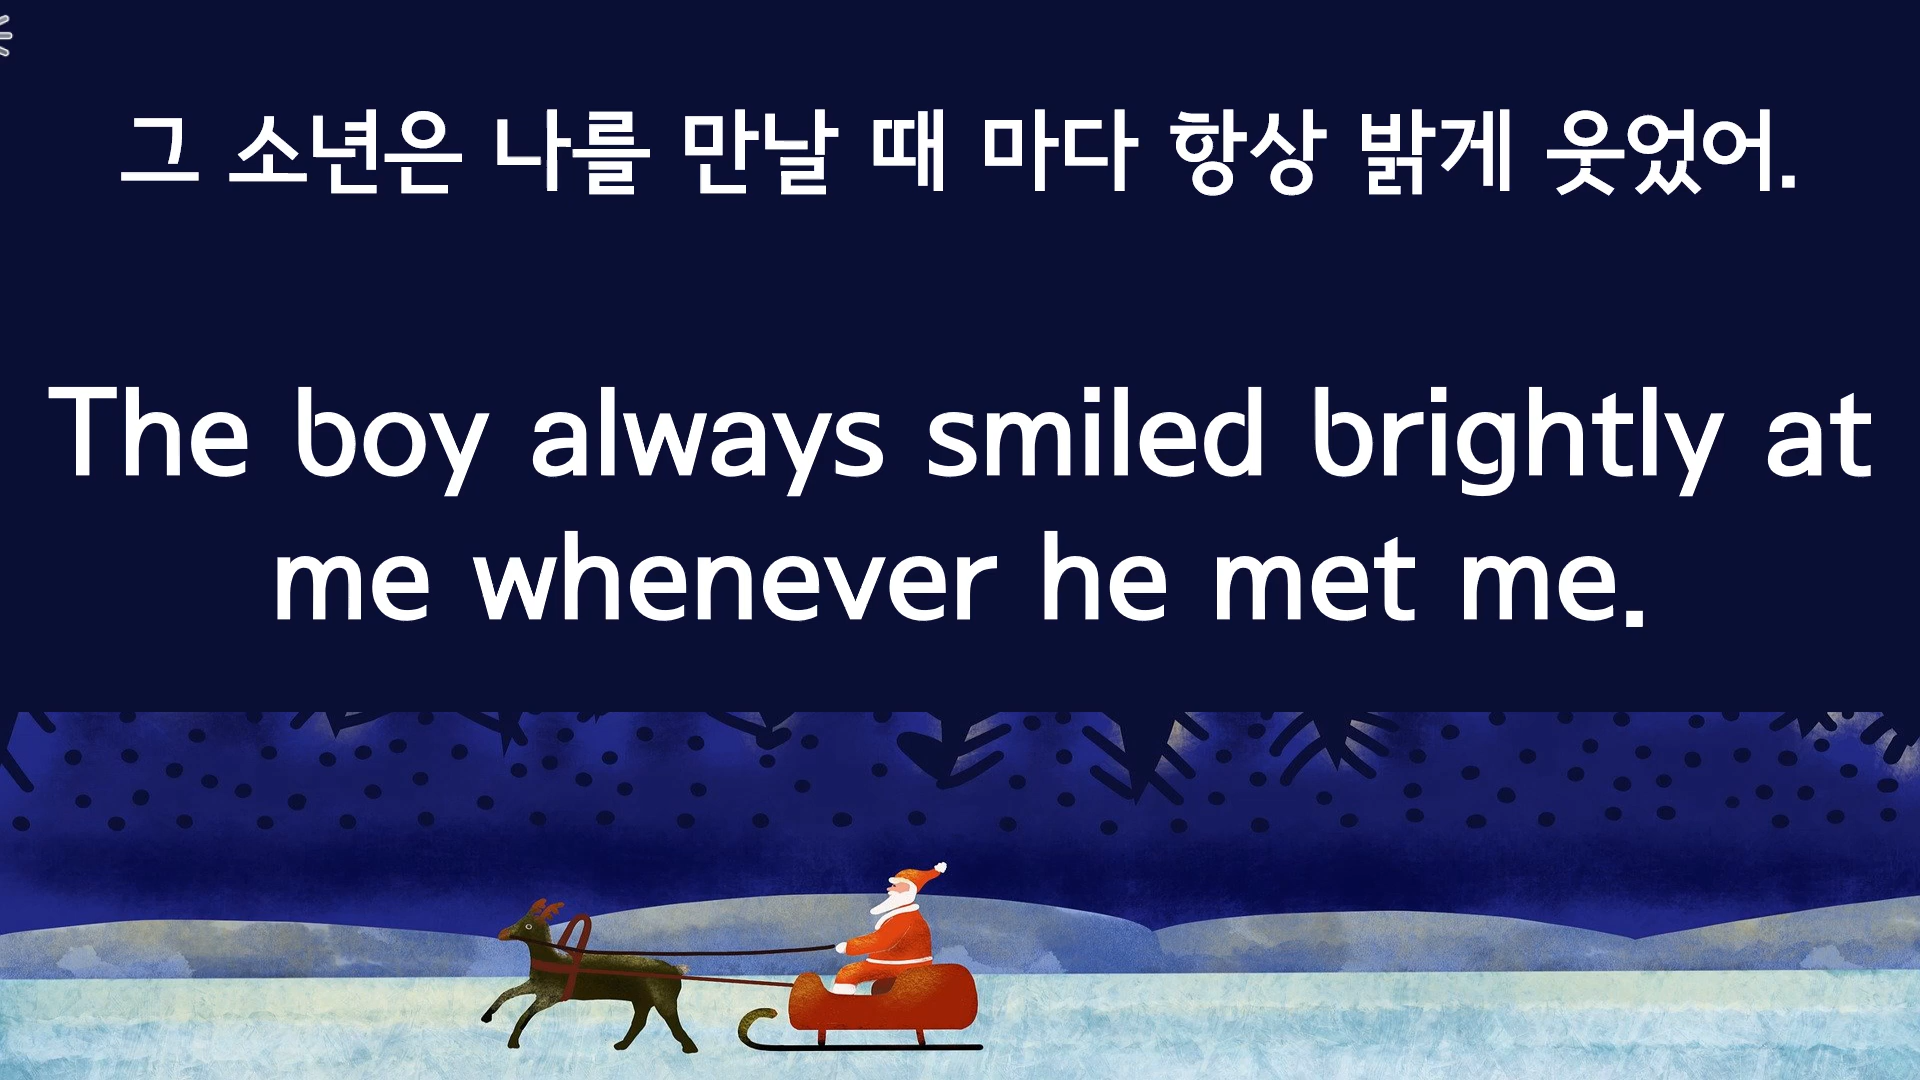 그 소년은 나를 만날 때 마다 항상 밝게 웃었어.
The boy always smiled brightly at
me whenever he met me.